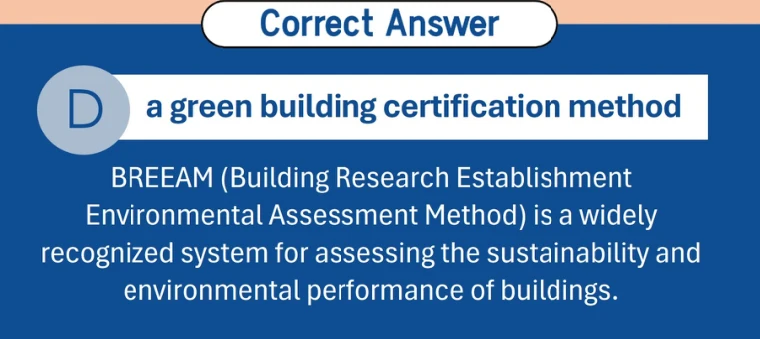 Correct Answer
D
a green building certification method
BREEAM (Building Research Establishment
Environmental Assessment Method) is a widely
recognized system for assessing the sustainability and
environmental performance of buildings.